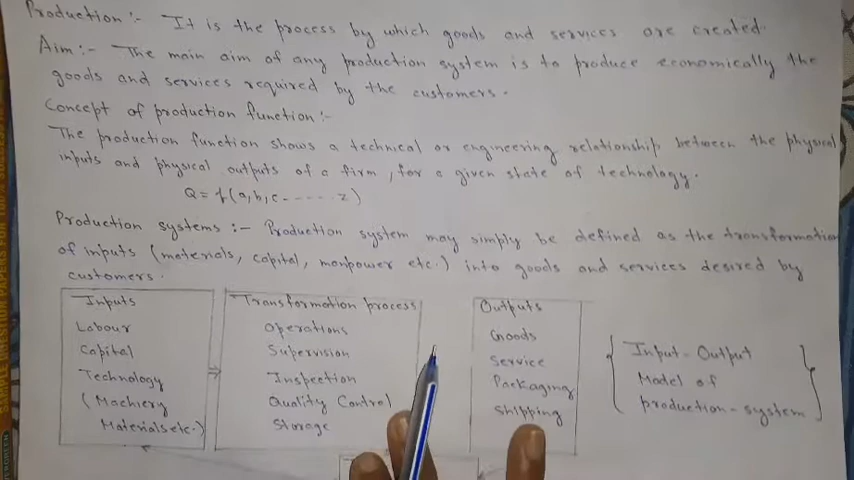 Production :- It is the process by which goods and services are created.
Aim :- The main aim of any production system is to produce economically the
goods and services required by the customers.
Concept of production function :-
The production function shows a technical or engineering relationship between the physical
inputs and physical outputs of a firm, for a given state of technology.
Q = f (a, b, c ----- z)
Production systems :- Production system may simply be defined as the transformation
of inputs (materials, capital, manpower etc.) into goods and services desired by
customers.
Inputs
Labour
Capital
Technology
(Machiery
Materials etc.)
Transformation process
Operations
Supervision
Inspection
Quality Control
Storage
Outputs
Goods
Service
Packaging
Shipping
Input - Output
Model of
production - system